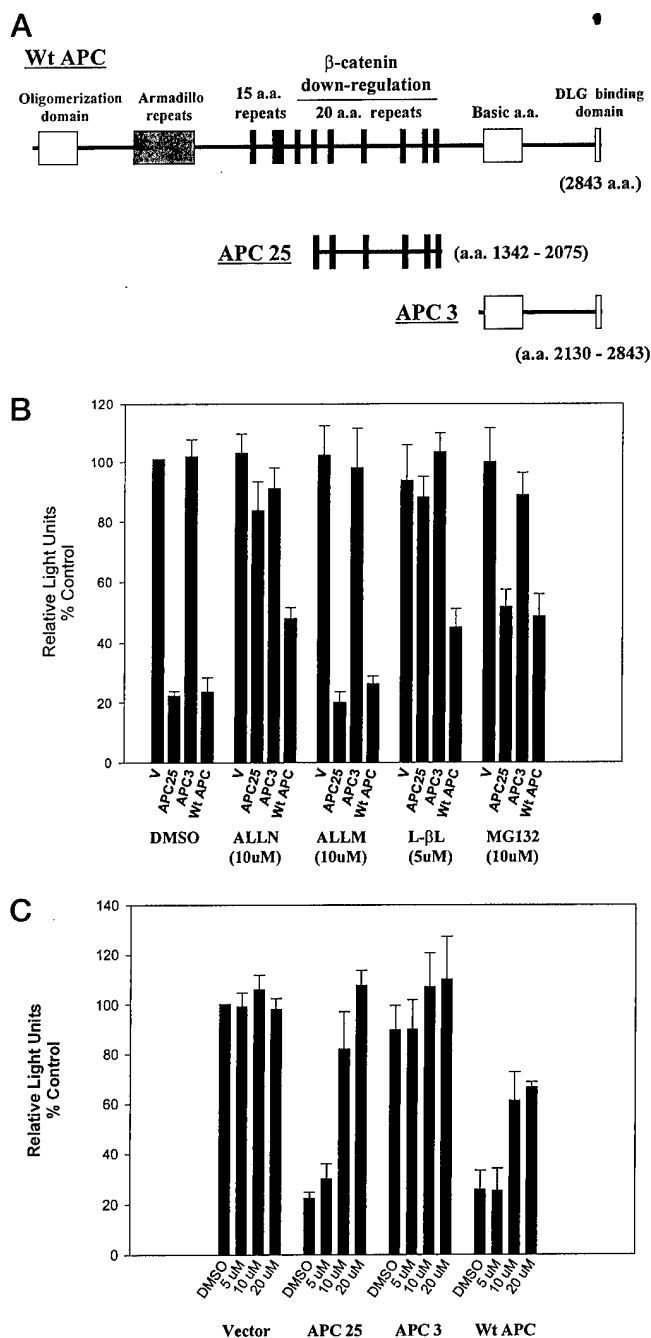 A
Wt APC
β-catenin
down-regulation
Oligomerization
domain
Armadillo
repeats
15 a.a.
repeats
20 a.a. repeats
Basic a.a.
DLG binding
domain
(2843 a.a.)
APC 25
(a.a. 1342 - 2075)
APC 3
(a.a. 2130 - 2843)
B
Relative Light Units
% Control
120
100
80
60
40
20
0
V APC25 APC3 Wt APC V APC25 APC3 Wt APC V APC25 APC3 Wt APC V APC25 APC3 Wt APC V APC25 APC3 Wt APC
DMSO ALLN ALLM L-βL MG132
(10uM) (10uM) (5uM) (10uM)
C
Relative Light Units
% Control
140
120
100
80
60
40
20
0
DMSO 5 uM 10 uM 20 uM DMSO 5 uM 10 uM 20 uM DMSO 5 uM 10 uM 20 uM DMSO 5 uM 10 uM 20 uM
Vector APC 25 APC 3 Wt APC